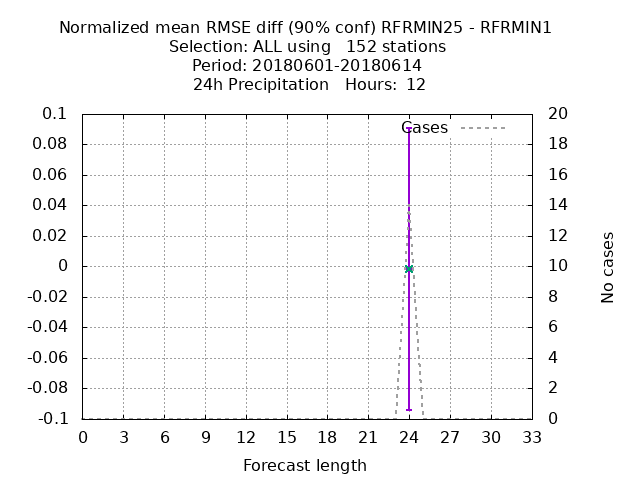 Normalized mean RMSE diff (90% conf) RFRMIN25 - RFRMIN1
Selection: ALL using   152 stations
Period: 20180601-20180614
24h Precipitation   Hours:  12
Cases
0.1
0.08
0.06
0.04
0.02
0
-0.02
-0.04
-0.06
-0.08
-0.1
20
18
16
14
12
10
8
6
4
2
0
No cases
0 3 6 9 12 15 18 21 24 27 30 33
Forecast length